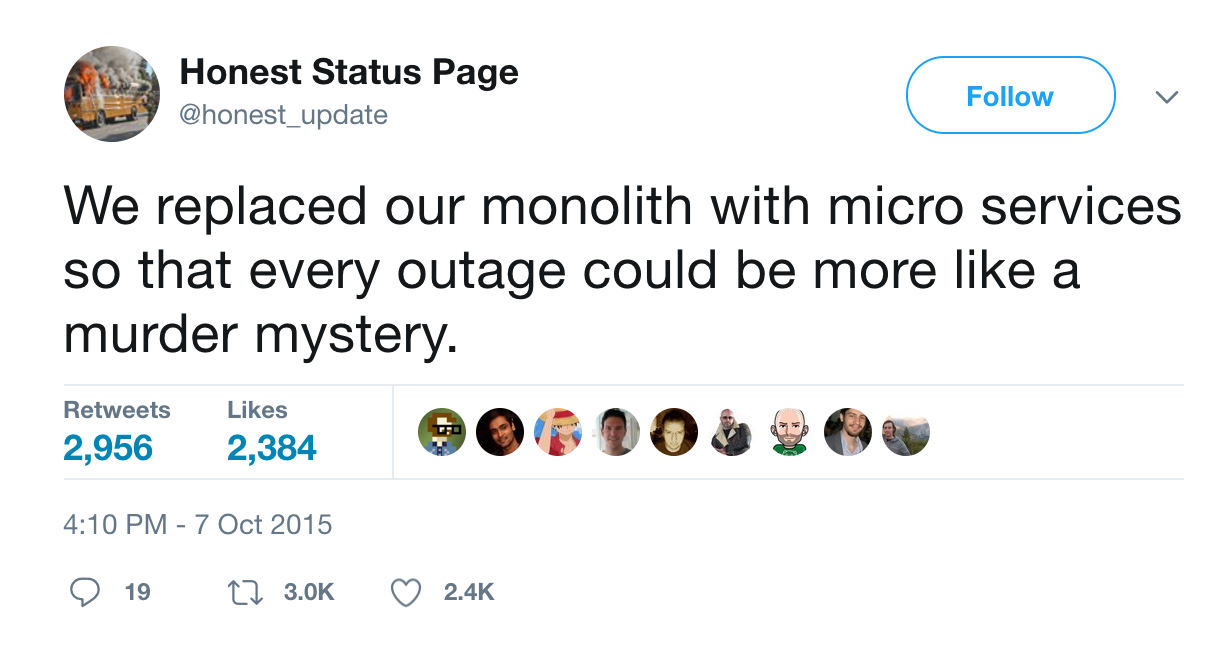 Honest Status Page
@honest_update
Follow
We replaced our monolith with micro services
so that every outage could be more like a
murder mystery.
Retweets Likes
2,956 2,384
4:10 PM - 7 Oct 2015
19 3.0K 2.4K